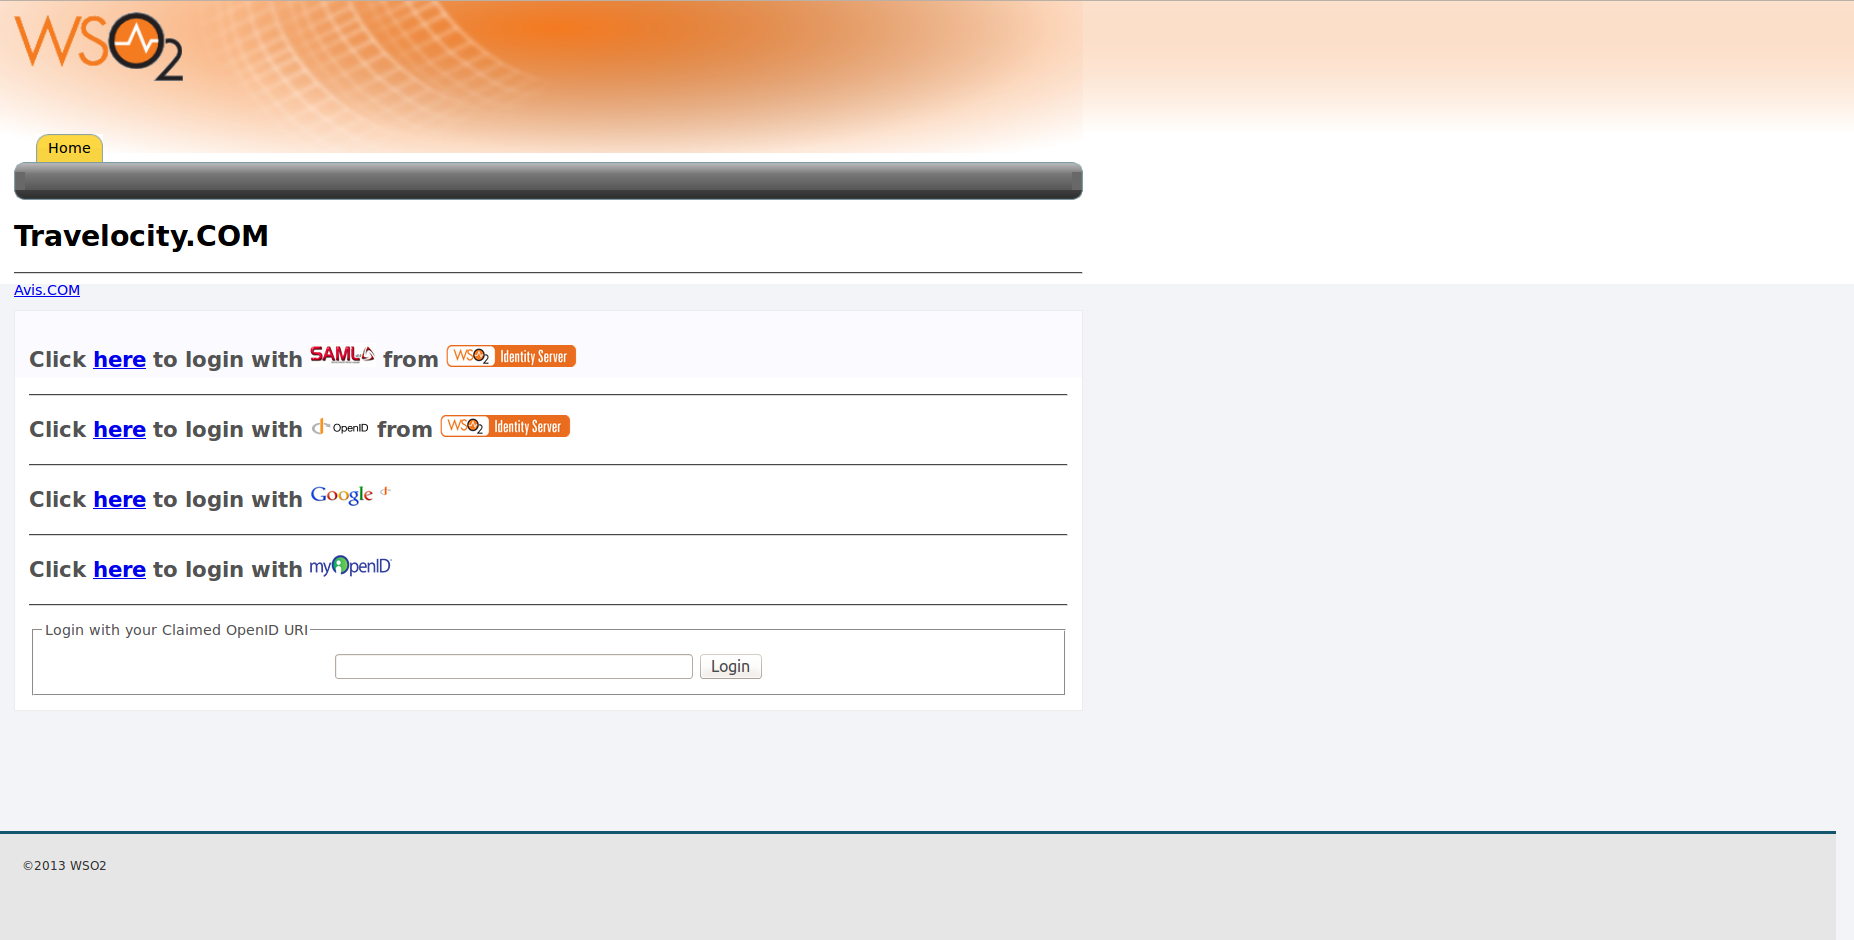 WSO2
Home
Travelocity.COM
Avis.COM
Click here to login with SAML from WSO2 Identity Server
Click here to login with OpenID from WSO2 Identity Server
Click here to login with Google
Click here to login with myOpenID
Login with your Claimed OpenID URI
Login
©2013 WSO2